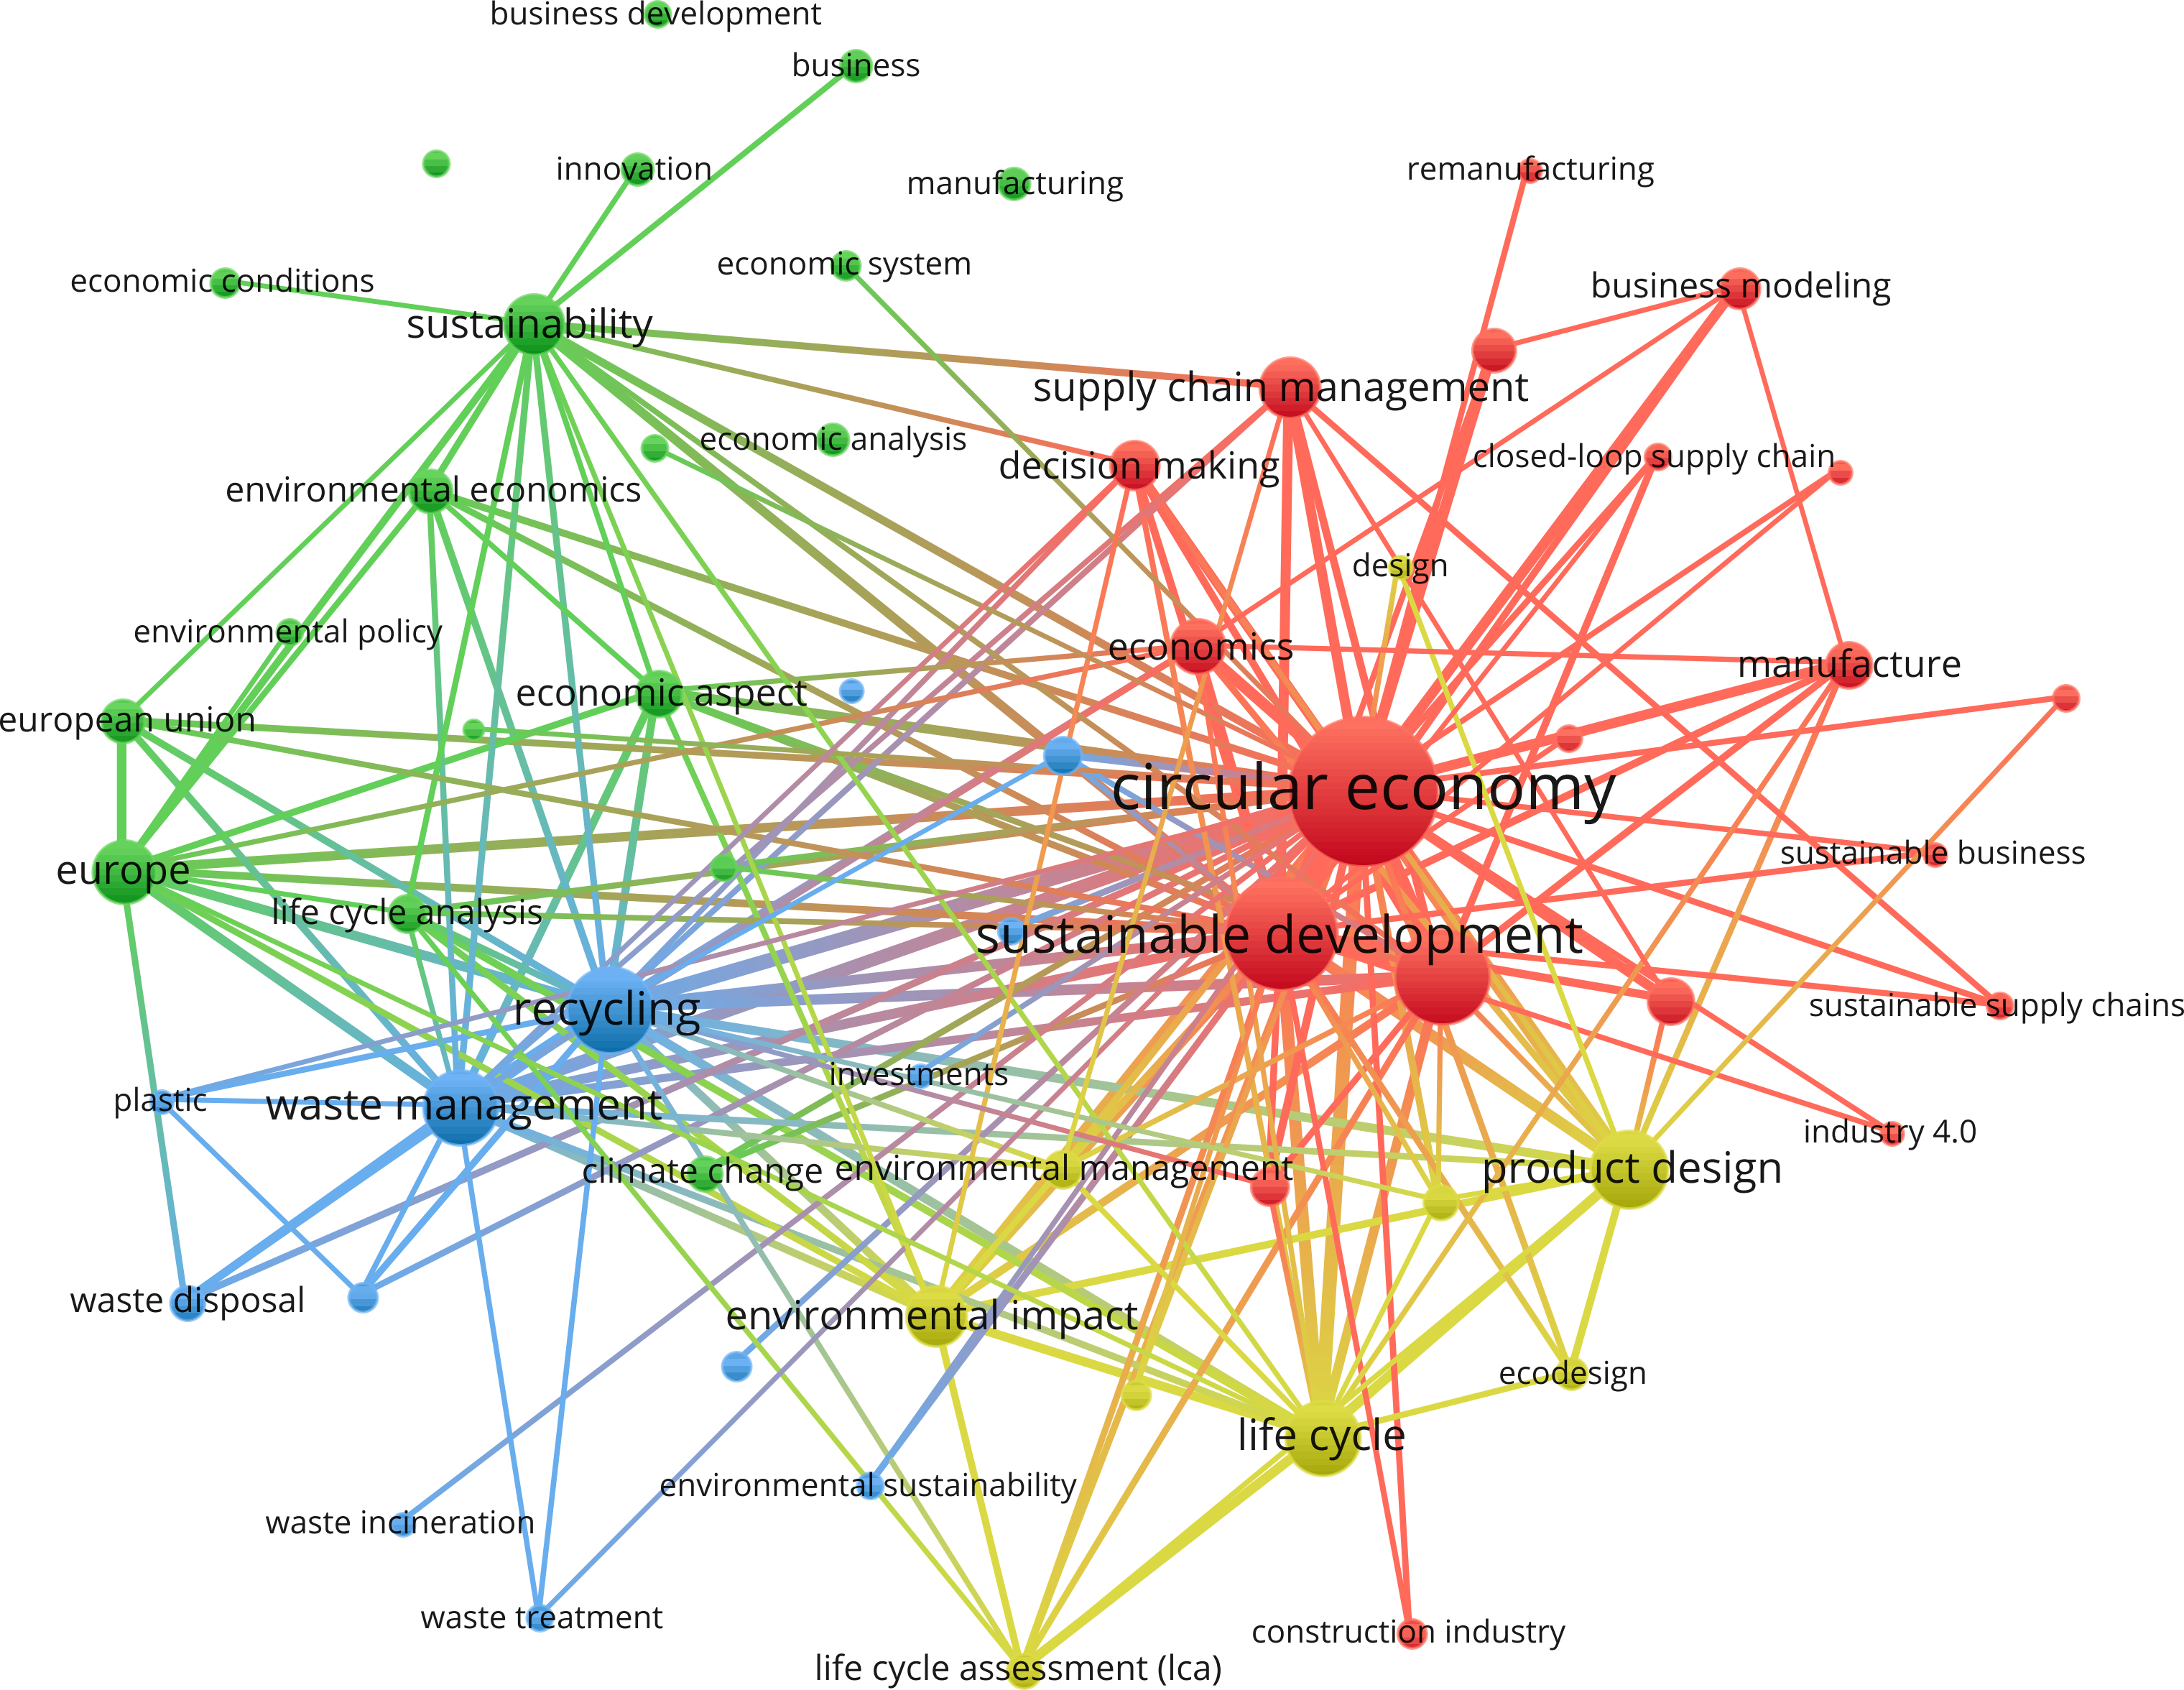 business development
business
innovation
manufacturing
remanufacturing
economic system
economic conditions
business modeling
sustainability
supply chain management
economic analysis
decision making
closed-loop supply chain
environmental economics
design
environmental policy
economics
manufacture
economic aspect
european union
circular economy
sustainable business
europe
life cycle analysis
sustainable development
recycling
sustainable supply chains
investments
plastic
waste management
industry 4.0
climate change
environmental management
product design
waste disposal
environmental impact
ecodesign
life cycle
environmental sustainability
waste incineration
waste treatment
construction industry
life cycle assessment (lca)